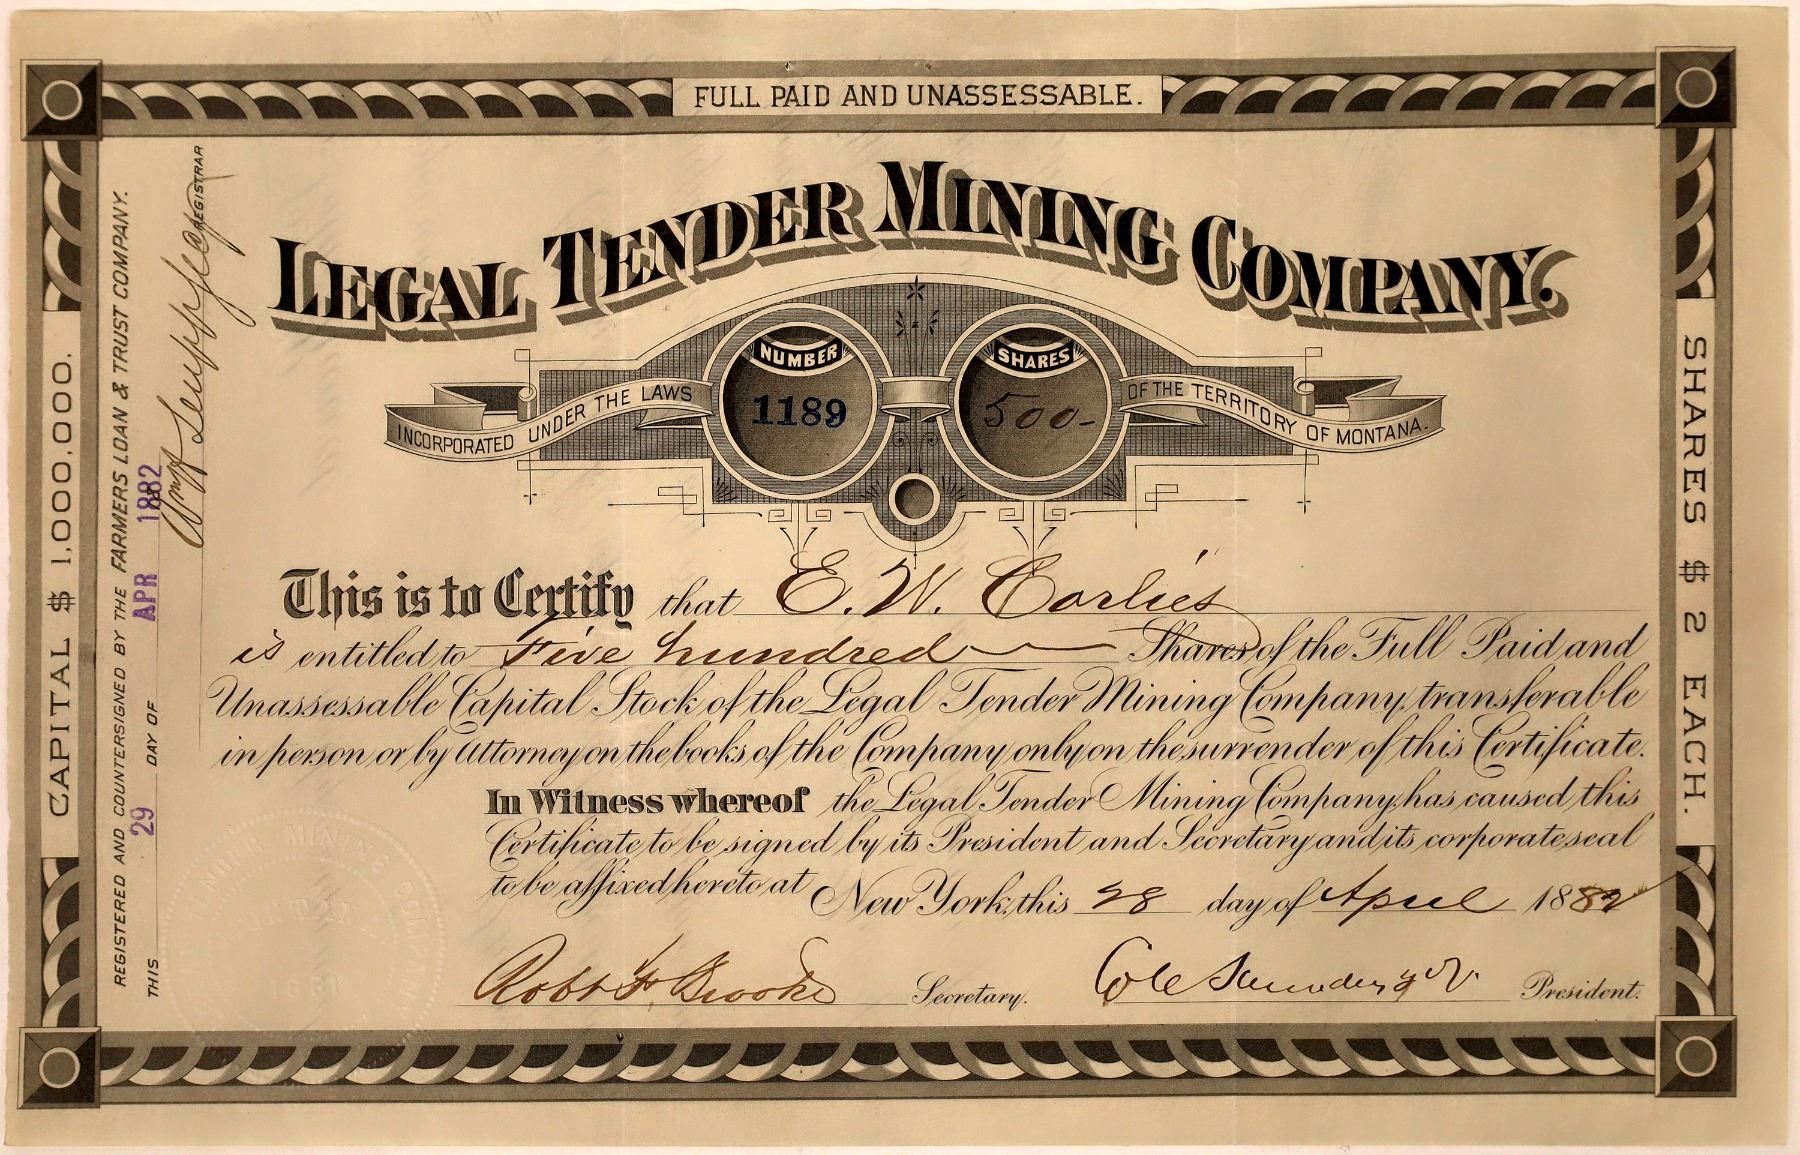 FULL PAID AND UNASSESSABLE.
LEGAL TENDER MINING COMPANY.
NUMBER
1189
SHARES
500-
INCORPORATED UNDER THE LAWS OF THE TERRITORY OF MONTANA.
This is to Certify that E. W. Corlies
is entitled to Five hundred Shares of the Full Paid and
Unassessable Capital Stock of the Legal Tender Mining Company, transferable
in person or by Attorney on the books of the Company only on the surrender of this Certificate.
In Witness whereof the Legal Tender Mining Company, has caused this
Certificate to be signed by its President and Secretary and its corporate seal
to be affixed hereto at New York, this 28 day of April 1882
Robt F. Brooke Secretary.
Cole Saunders President.
CAPITAL $ 1,000,000.
REGISTERED AND COUNTERSIGNED BY THE FARMERS LOAN & TRUST COMPANY.
THIS 29 DAY OF APR 1882
REGISTRAR
SHARES $ 2 EACH.